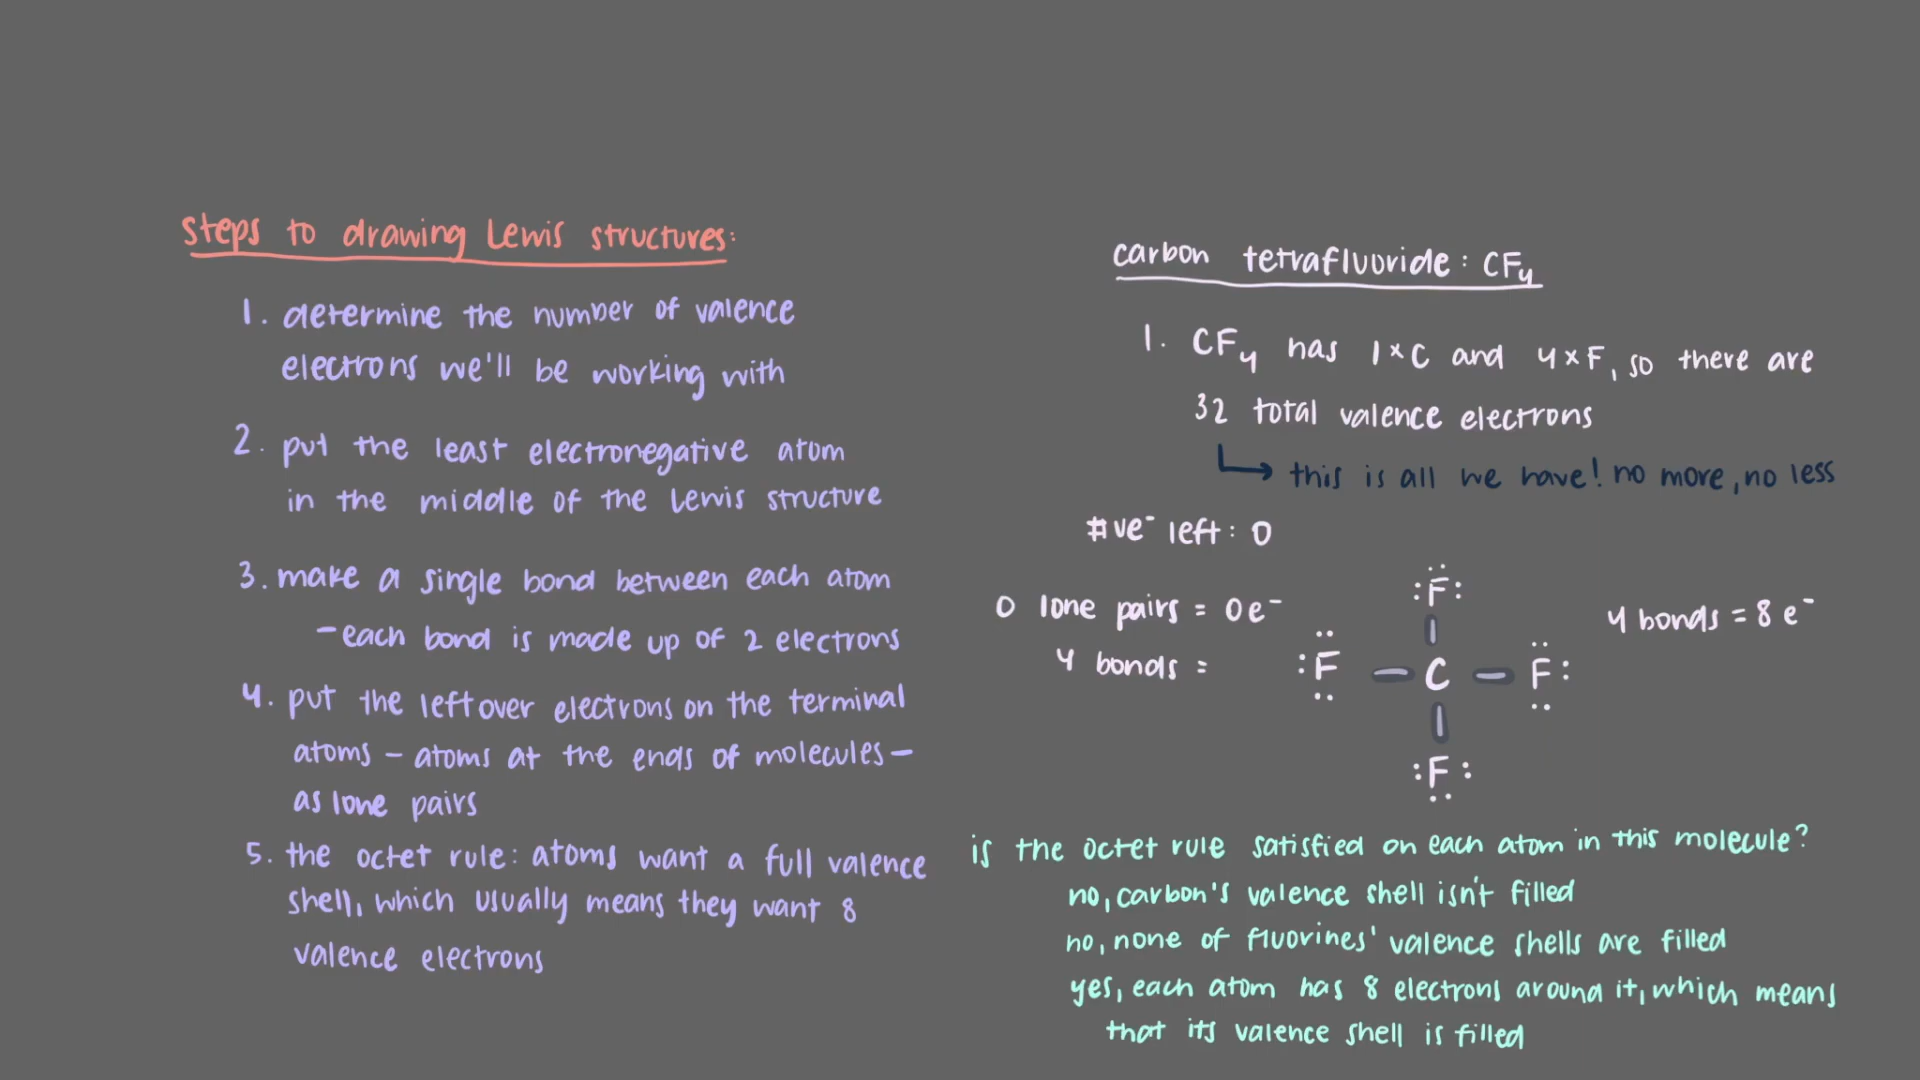 steps to drawing Lewis structures:
1. determine the number of valence
electrons we'll be working with
2. put the least electronegative atom
in the middle of the Lewis structure
3. make a single bond between each atom
- each bond is made up of 2 electrons
4. put the leftover electrons on the terminal
atoms - atoms at the ends of molecules -
as lone pairs
5. the octet rule: atoms want a full valence
shell, which usually means they want 8
valence electrons
carbon tetrafluoride: CF₄
1. CF₄ has 1×C and 4×F, so there are
32 total valence electrons
↳ this is all we have! no more, no less
#ve⁻ left: 0
0 lone pairs = 0e⁻
4 bonds =
F
F — C — F
F
4 bonds = 8e⁻
is the octet rule satisfied on each atom in this molecule?
no, carbon's valence shell isn't filled
no, none of fluorines' valence shells are filled
yes, each atom has 8 electrons around it, which means
that its valence shell is filled